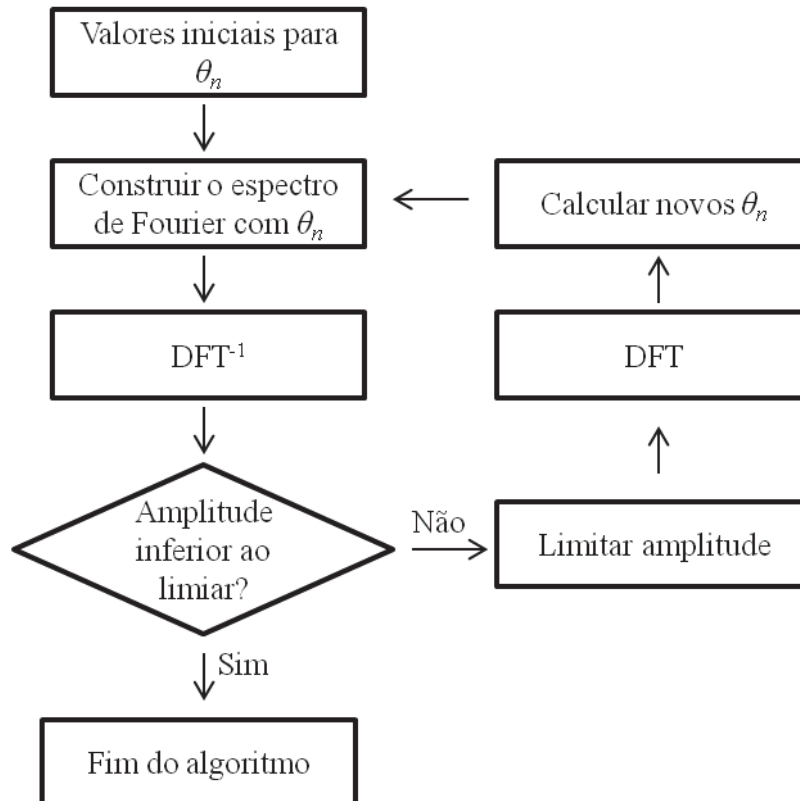 Valores iniciais para
θn
Construir o espectro
de Fourier com θn
Calcular novos θn
DFT-1
DFT
Amplitude
inferior ao
limiar?
Não
Limitar amplitude
Sim
Fim do algoritmo